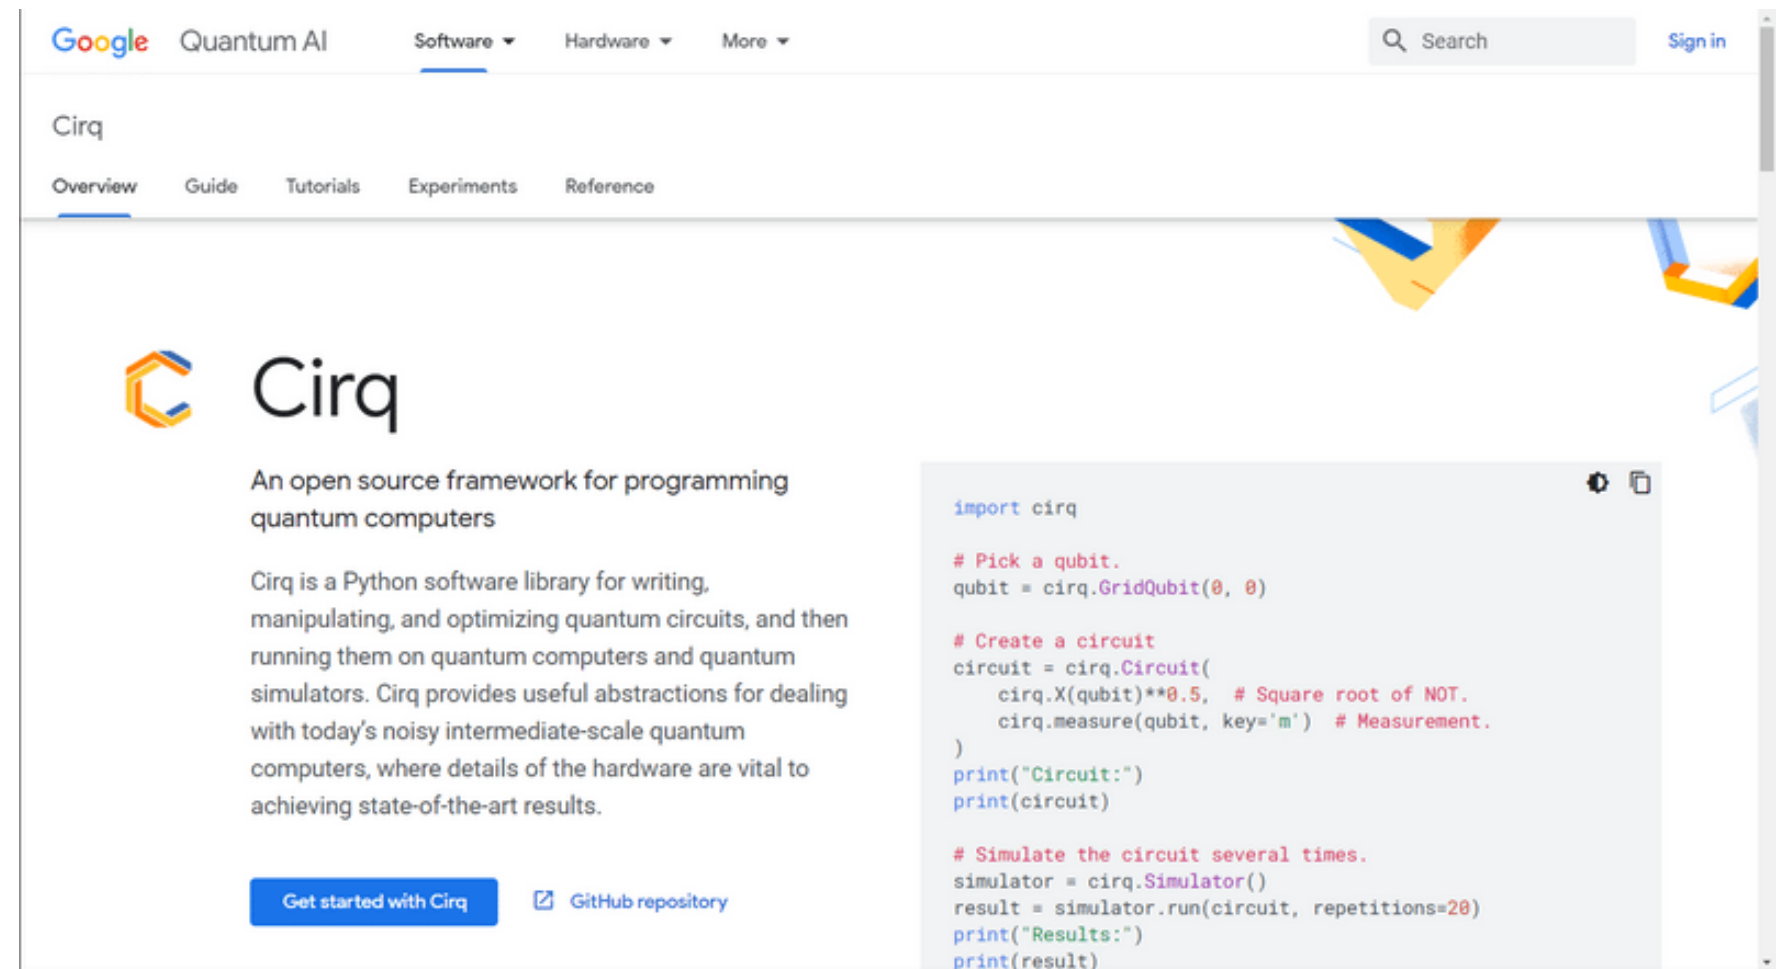 Google Quantum AI Software Hardware More Search Sign in
Cirq
Overview Guide Tutorials Experiments Reference
Cirq
An open source framework for programming
quantum computers
Cirq is a Python software library for writing,
manipulating, and optimizing quantum circuits, and then
running them on quantum computers and quantum
simulators. Cirq provides useful abstractions for dealing
with today's noisy intermediate-scale quantum
computers, where details of the hardware are vital to
achieving state-of-the-art results.
Get started with Cirq GitHub repository
import cirq
# Pick a qubit.
qubit = cirq.GridQubit(0, 0)
# Create a circuit
circuit = cirq.Circuit(
    cirq.X(qubit)**0.5,  # Square root of NOT.
    cirq.measure(qubit, key='m')  # Measurement.
)
print("Circuit:")
print(circuit)
# Simulate the circuit several times.
simulator = cirq.Simulator()
result = simulator.run(circuit, repetitions=20)
print("Results:")
print(result)